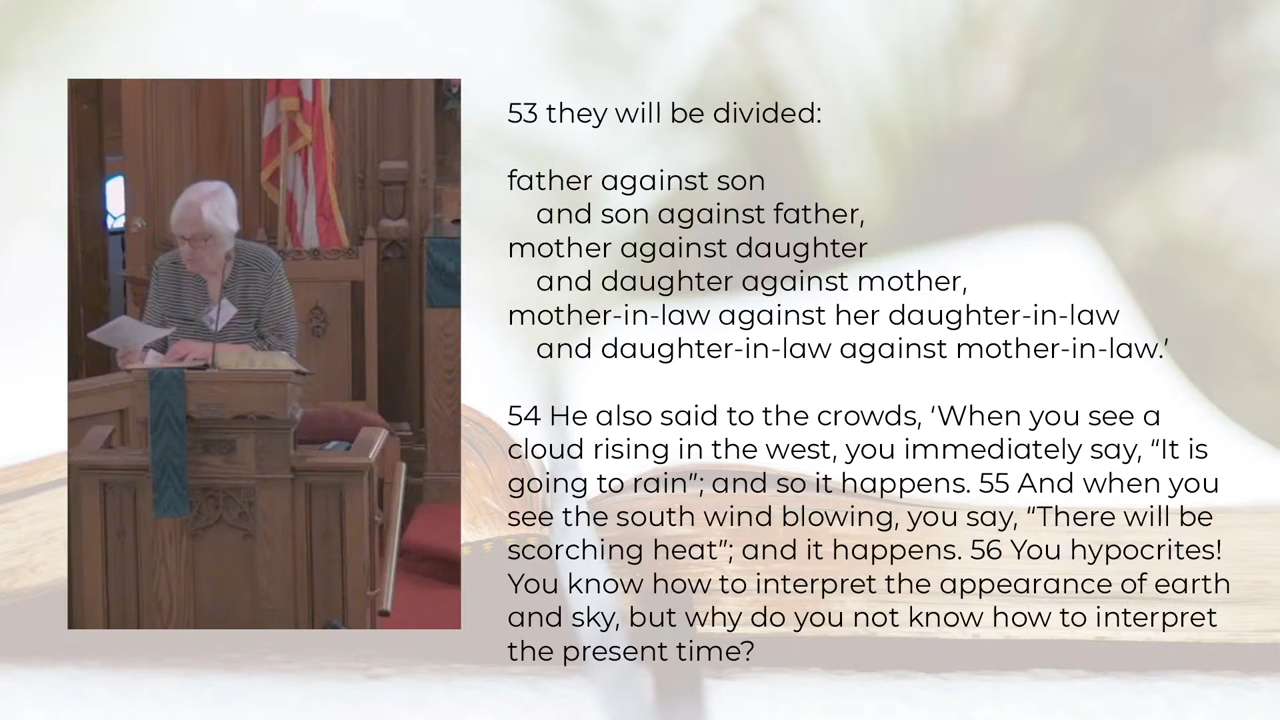 53 they will be divided:
father against son
and son against father,
mother against daughter
and daughter against mother,
mother-in-law against her daughter-in-law
and daughter-in-law against mother-in-law.’
54 He also said to the crowds, ‘When you see a
cloud rising in the west, you immediately say, “It is
going to rain”; and so it happens. 55 And when you
see the south wind blowing, you say, “There will be
scorching heat”; and it happens. 56 You hypocrites!
You know how to interpret the appearance of earth
and sky, but why do you not know how to interpret
the present time?